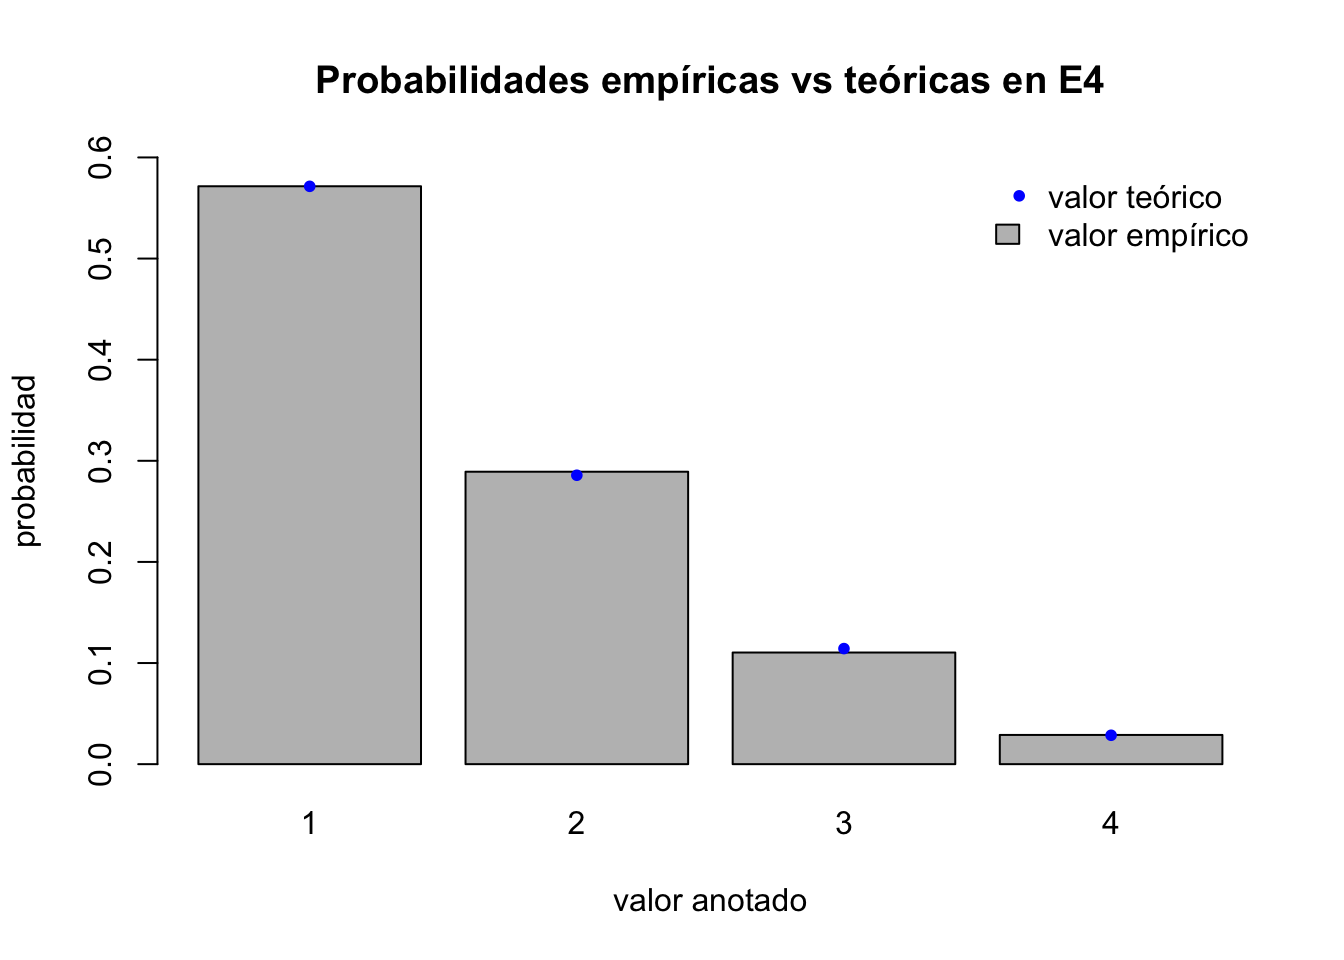 Probabilidades empíricas vs teóricas en E4
valor teórico
valor empírico
probabilidad
0.6
0.5
0.4
0.3
0.2
0.1
0.0
1 2 3 4
valor anotado